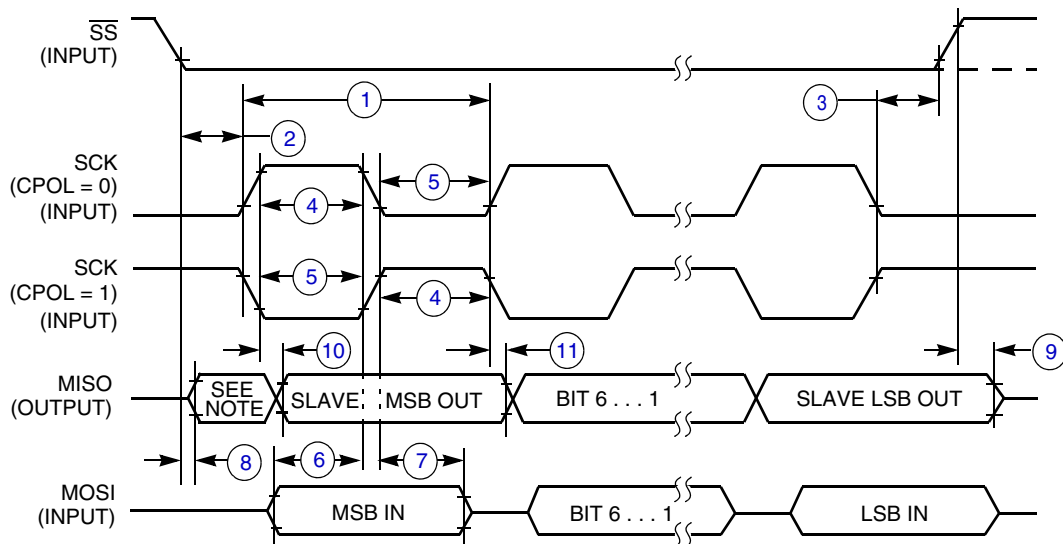 SS
(INPUT)
1
3
2
SCK
(CPOL = 0)
(INPUT)
5
4
SCK
(CPOL = 1)
(INPUT)
5
4
10
11
9
MISO
(OUTPUT)
SEE
NOTE
SLAVE
MSB OUT
BIT 6 . . . 1
SLAVE LSB OUT
8
6
7
MOSI
(INPUT)
MSB IN
BIT 6 . . . 1
LSB IN